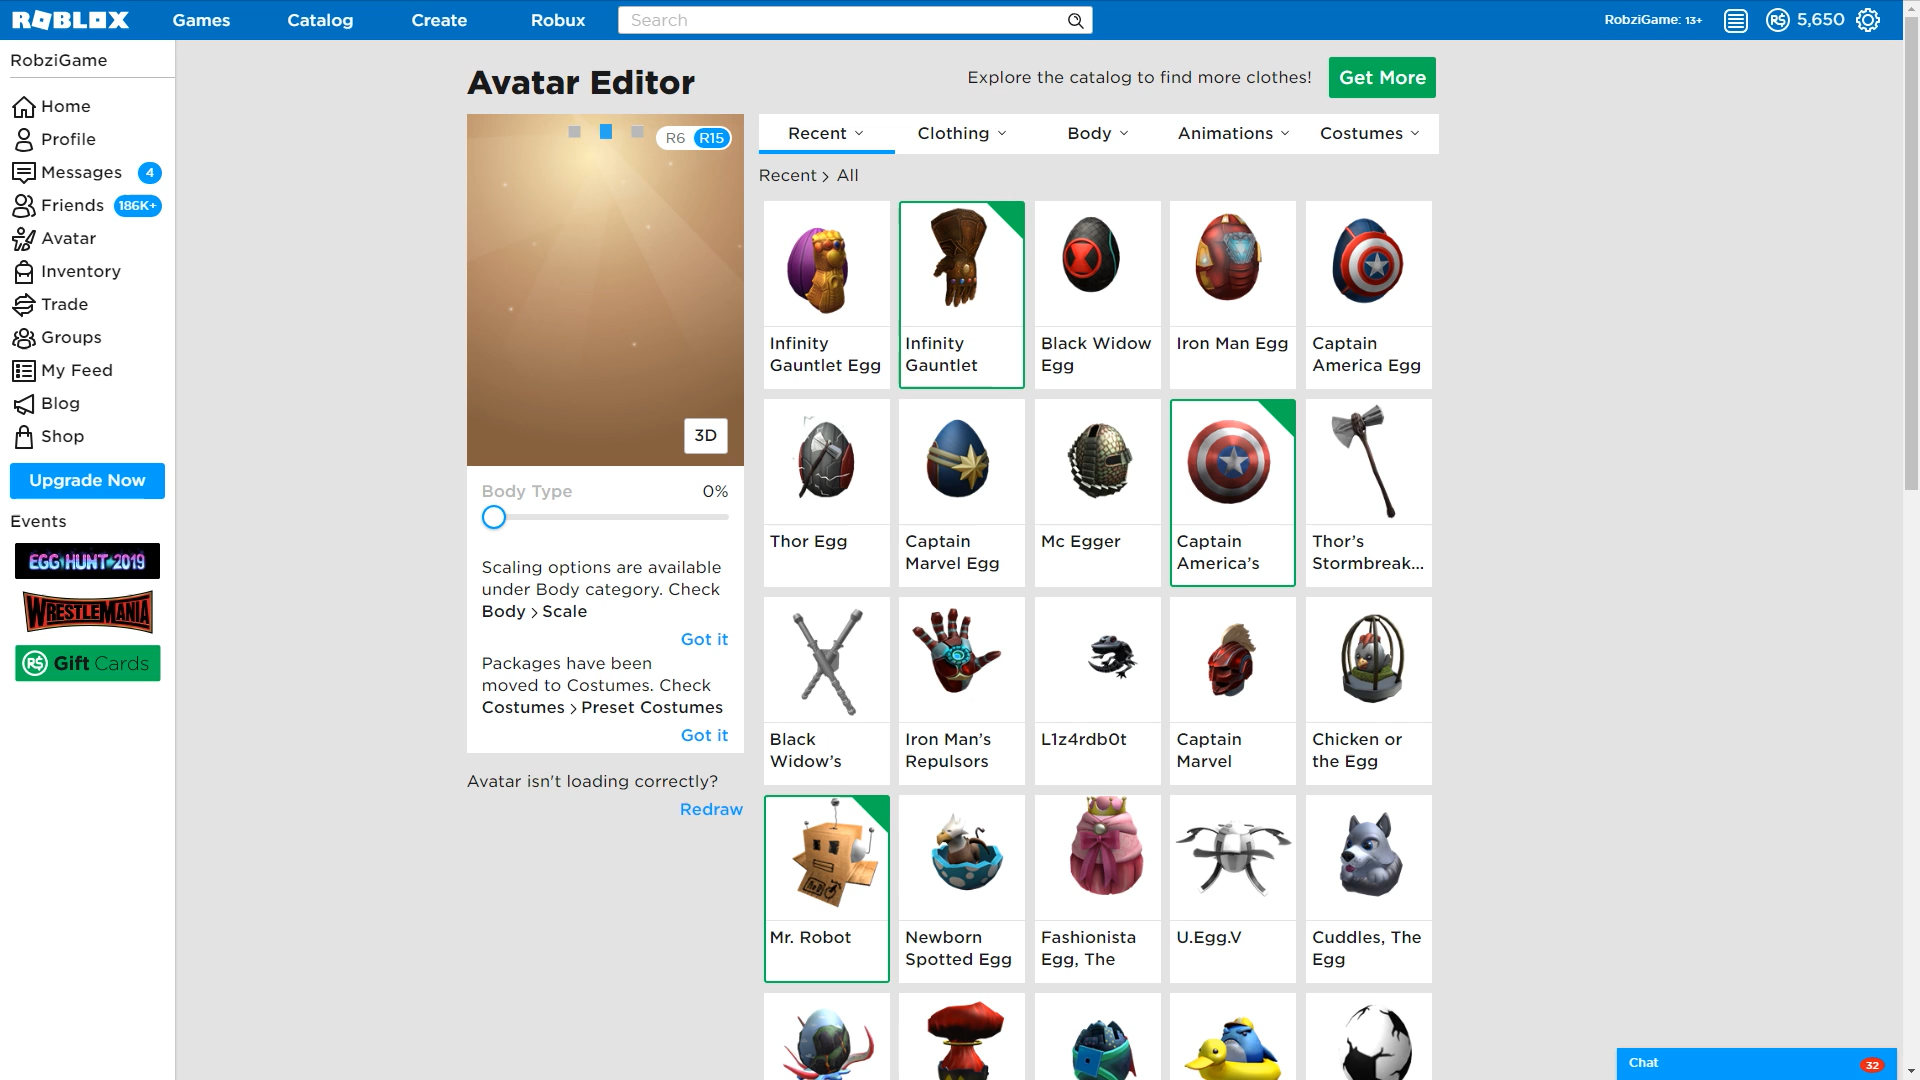 ROBLOX Games Catalog Create Robux Search RobziGame: 13+ R$ 5,650
RobziGame
Home
Profile
Messages 4
Friends 186K+
Avatar
Inventory
Trade
Groups
My Feed
Blog
Shop
Upgrade Now
Events
EGG HUNT 2019
WRESTLEMANIA
R$ Gift Cards
Avatar Editor
Explore the catalog to find more clothes! Get More
R6 R15
3D
Body Type 0%
Scaling options are available
under Body category. Check
Body > Scale
Got it
Packages have been
moved to Costumes. Check
Costumes > Preset Costumes
Got it
Avatar isn't loading correctly?
Redraw
Recent Clothing Body Animations Costumes
Recent > All
Infinity
Gauntlet Egg
Infinity
Gauntlet
Black Widow
Egg
Iron Man Egg
Captain
America Egg
Thor Egg
Captain
Marvel Egg
Mc Egger
Captain
America’s
Thor’s
Stormbreak...
Black
Widow’s
Iron Man’s
Repulsors
L1z4rdb0t
Captain
Marvel
Chicken or
the Egg
Mr. Robot
Newborn
Spotted Egg
Fashionista
Egg, The
U.Egg.V
Cuddles, The
Egg
Chat 32